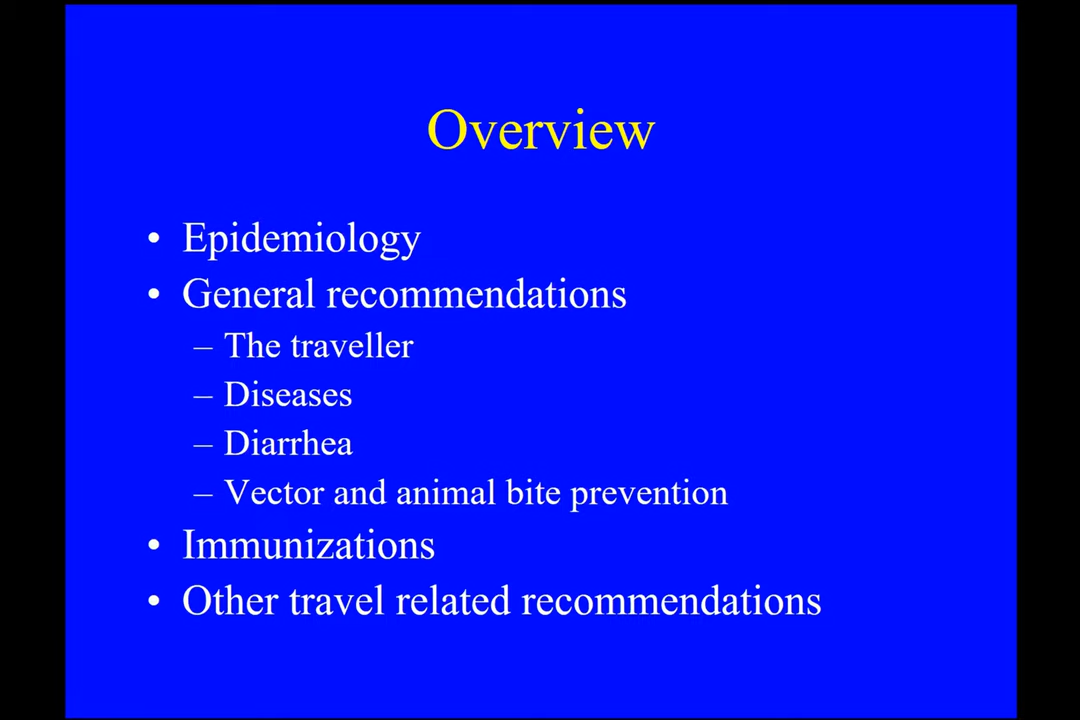 Overview
• Epidemiology
• General recommendations
– The traveller
– Diseases
– Diarrhea
– Vector and animal bite prevention
• Immunizations
• Other travel related recommendations